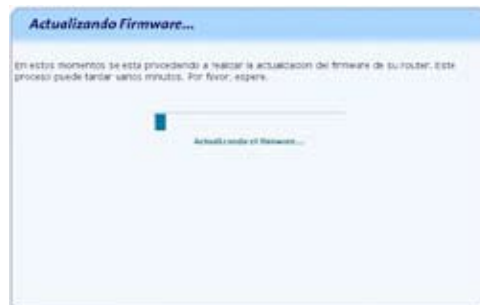 Actualizando Firmware...
En estos momentos se esta procediendo a realizar la actualización del firmware de su router. Este
proceso puede tardar varios minutos. Por favor, espere.
Actualizando el firmware...